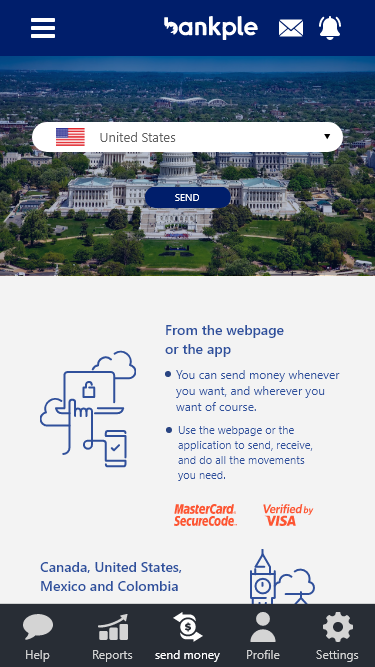 bankple
United States
SEND
From the webpage
or the app
You can send money whenever
you want, and wherever you
want of course.
Use the webpage or the
application to send, receive,
and do all the movements
you need.
MasterCard. Verified by
SecureCode. VISA
Canada, United States,
Mexico and Colombia
Help Reports send money Profile Settings